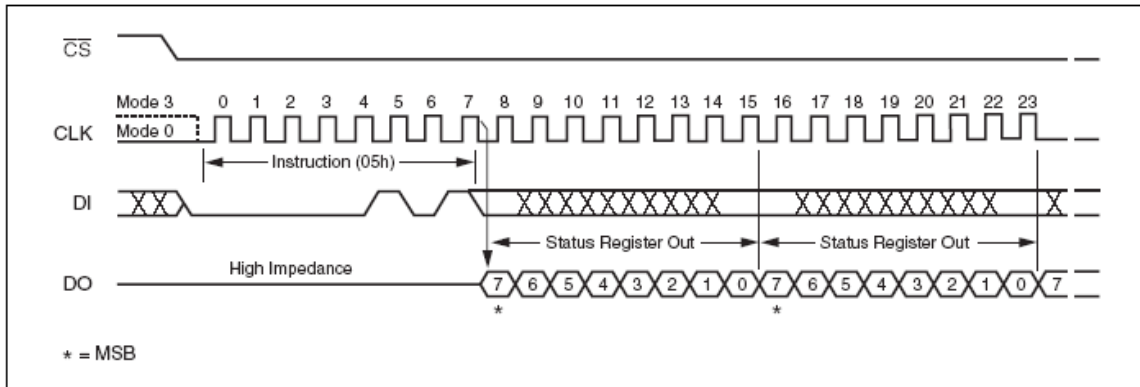 CS
Mode 3 0 1 2 3 4 5 6 7 8 9 10 11 12 13 14 15 16 17 18 19 20 21 22 23
CLK Mode 0
Instruction (05h)
DI
Status Register Out Status Register Out
High Impedance
DO 7 6 5 4 3 2 1 0 7 6 5 4 3 2 1 0 7
* *
* = MSB